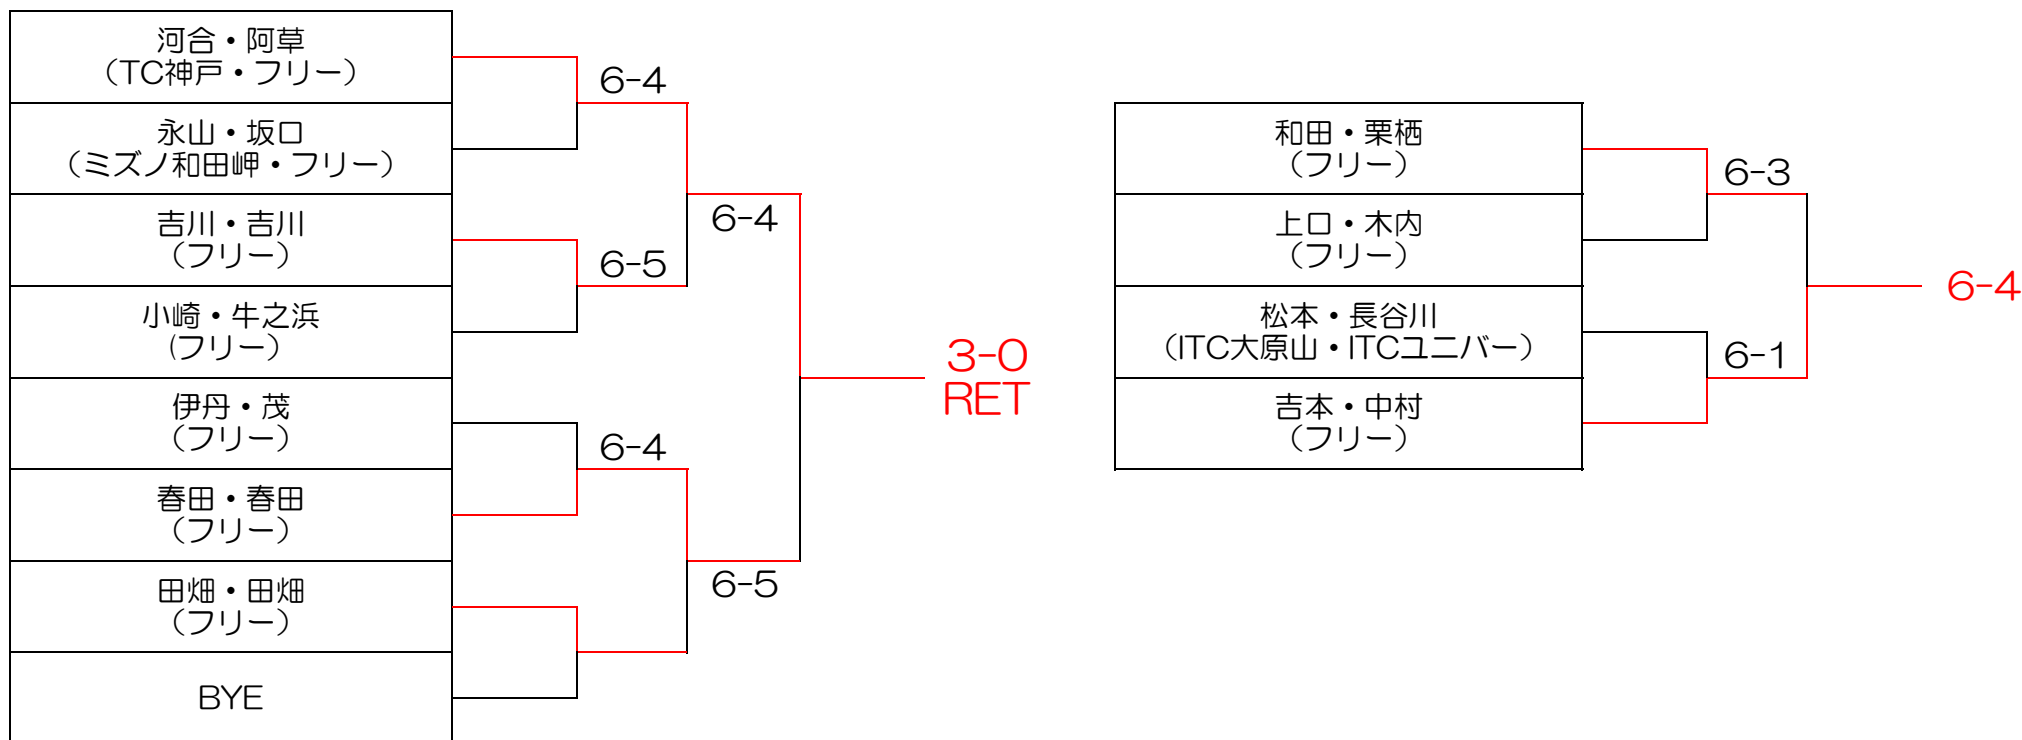 河合・阿草
（TC神戸・フリー）
永山・坂口
（ミズノ和田岬・フリー）
吉川・吉川
（フリー）
小崎・牛之浜
(フリー）
伊丹・茂
（フリー）
春田・春田
（フリー）
田畑・田畑
（フリー）
BYE
6-4
6-5
6-4
6-4
6-5
3-0
RET
和田・栗栖
（フリー）
上口・木内
（フリー）
松本・長谷川
（ITC大原山・ITCユニバー）
吉本・中村
（フリー）
6-3
6-1
6-4